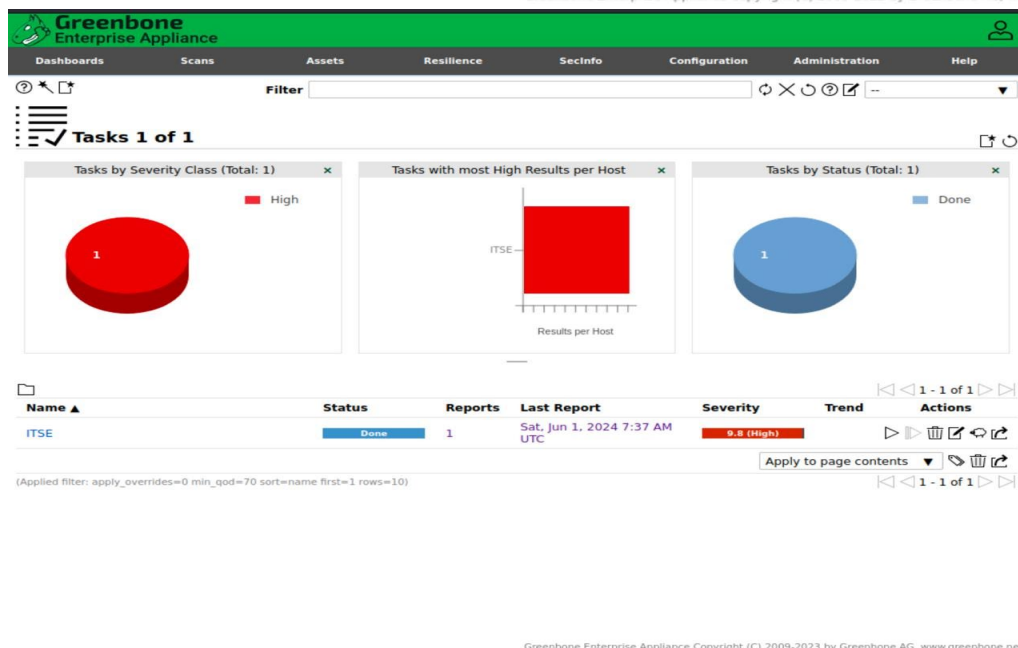 Greenbone
Enterprise Appliance
Dashboards Scans Assets Resilience SecInfo Configuration Administration Help
Filter --
Tasks 1 of 1
Tasks by Severity Class (Total: 1) ×
High
1
Tasks with most High Results per Host ×
ITSE
Results per Host
Tasks by Status (Total: 1) ×
Done
1
1 - 1 of 1
Name ▲ Status Reports Last Report Severity Trend Actions
ITSE Done 1 Sat, Jun 1, 2024 7:37 AM
UTC 9.8 (High)
Apply to page contents ▼
(Applied filter: apply_overrides=0 min_qod=70 sort=name first=1 rows=10) 1 - 1 of 1
Greenbone Enterprise Appliance Copyright (C) 2009-2023 by Greenbone AG, www.greenbone.ne